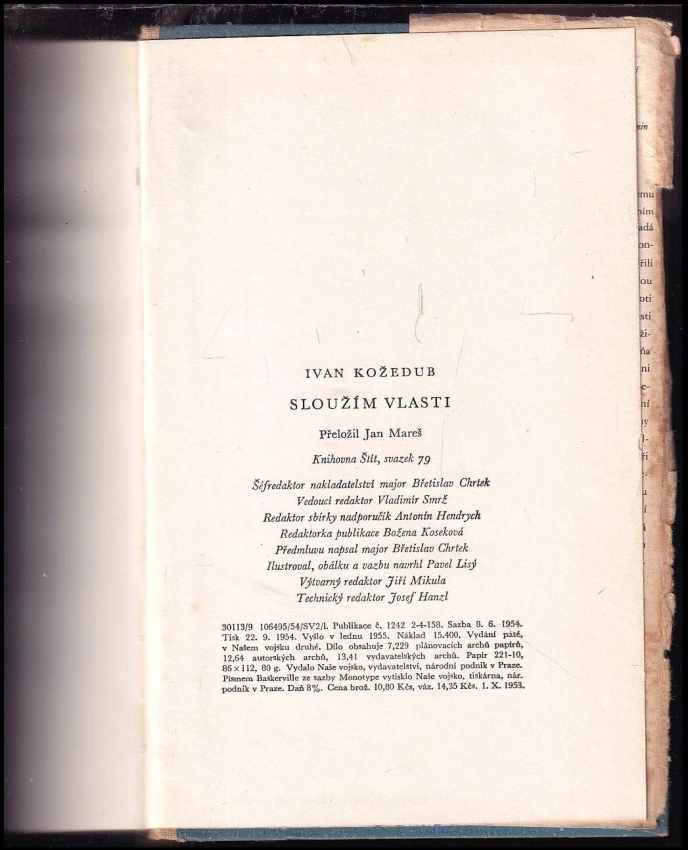 IVAN KOŽEDUB
SLOUŽÍM VLASTI
Přeložil Jan Mareš
Knihovna Štít, svazek 79
Šéfredaktor nakladatelství major Břetislav Chrtek
Vedoucí redaktor Vladimír Smrž
Redaktor sbírky nadporučík Antonín Hendrych
Redaktorka publikace Božena Koseková
Předmluvu napsal major Břetislav Chrtek
Ilustroval, obálku a vazbu navrhl Pavel Lisý
Výtvarný redaktor Jiří Mikula
Technický redaktor Josef Hanzl
30113/9 106495/54/SV2/I. Publikace č. 1242 2-4-158. Sazba 8. 6. 1954.
Tisk 22. 9. 1954. Vyšlo v lednu 1955. Náklad 15.400. Vydání páté,
v Našem vojsku druhé. Dílo obsahuje 7,229 plánovacích archů papírů,
12,64 autorských archů, 13,41 vydavatelských archů. Papír 221-10,
86×112, 80 g. Vydalo Naše vojsko, vydavatelství, národní podnik v Praze.
Písmem Baskerville ze sazby Monotype vytisklo Naše vojsko, tiskárna, nár.
podnik v Praze. Daň 8%. Cena brož. 10,80 Kčs, váz. 14,35 Kčs. 1. X. 1953.